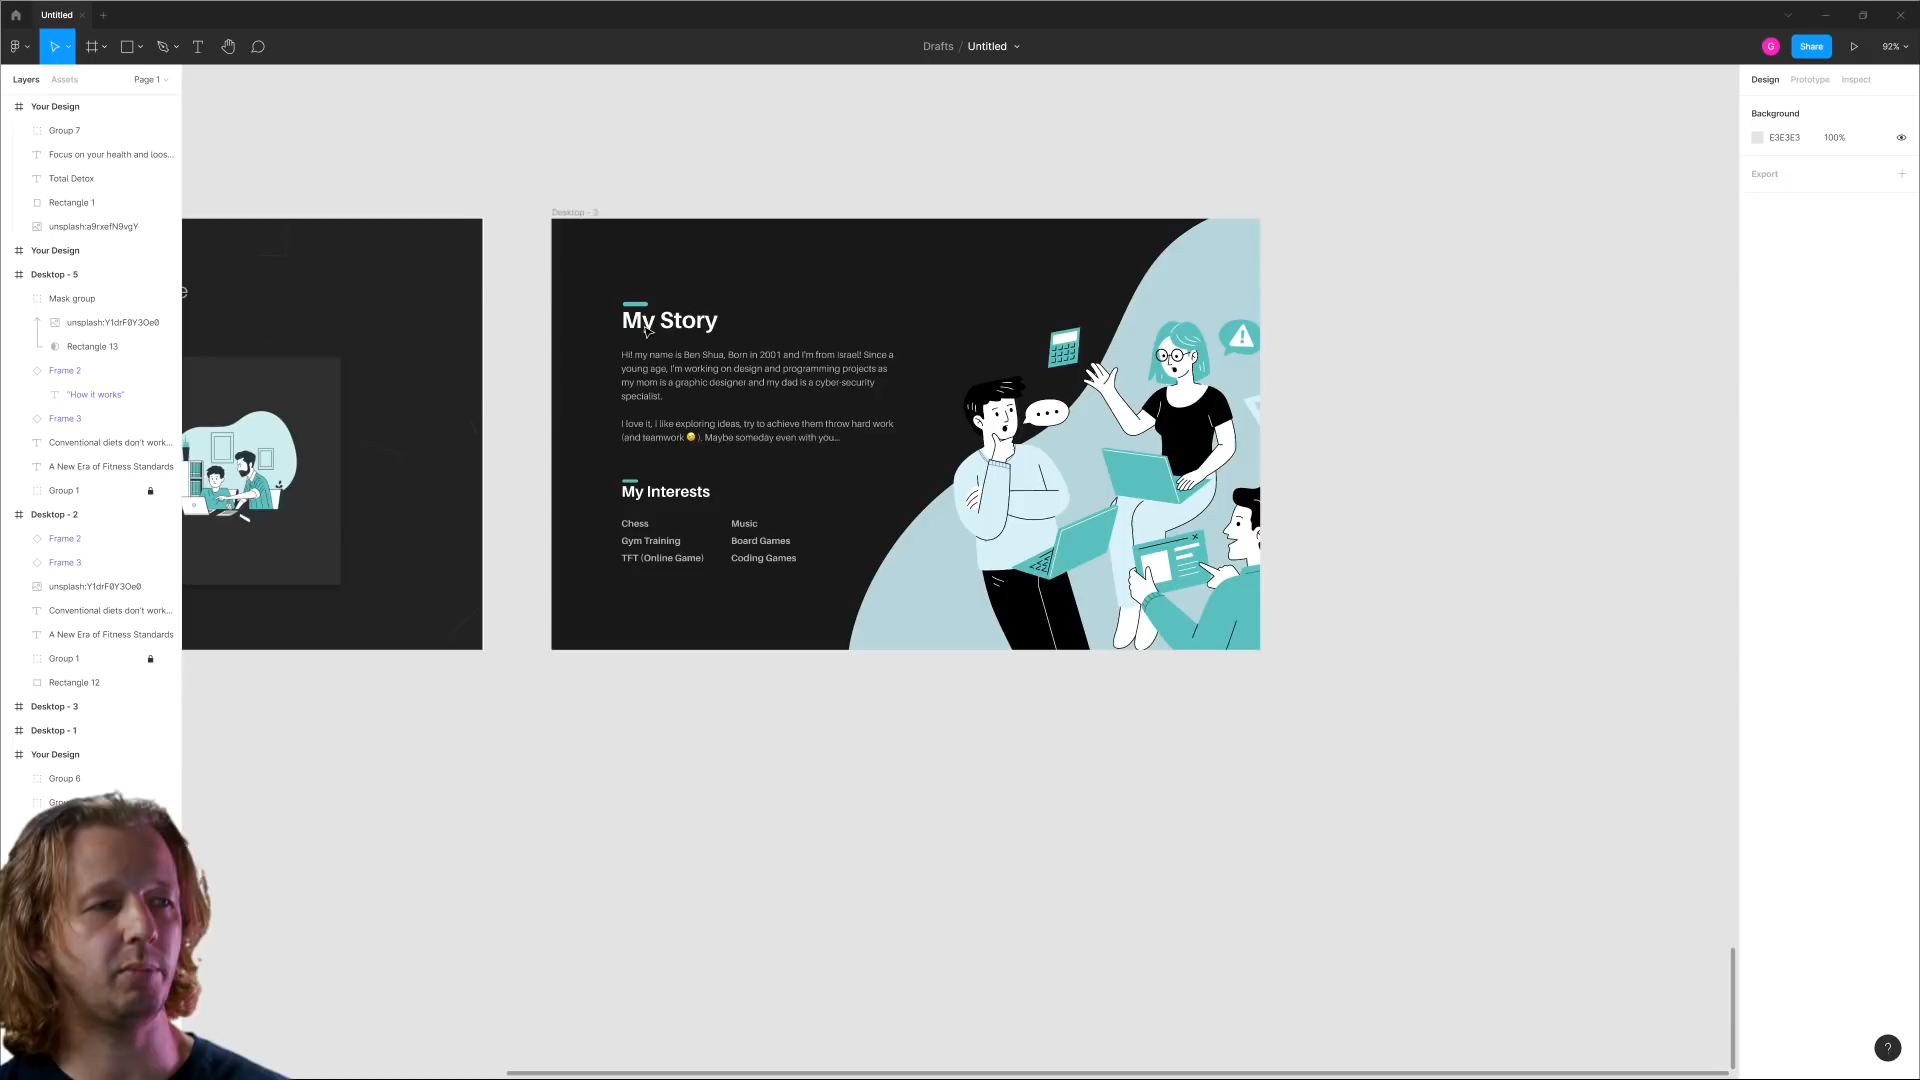 Untitled
Drafts / Untitled
G
Share
92%
Layers
Assets
Page 1
Your Design
Group 7
Focus on your health and loos...
Total Detox
Rectangle 1
unsplash:a9rxefN9vgY
Your Design
Desktop - 5
Mask group
unsplash:Y1drF0Y3Oe0
Rectangle 13
Frame 2
"How it works"
Frame 3
Conventional diets don't work...
A New Era of Fitness Standards
Group 1
Desktop - 2
Frame 2
Frame 3
unsplash:Y1drF0Y3Oe0
Conventional diets don't work...
A New Era of Fitness Standards
Group 1
Rectangle 12
Desktop - 3
Desktop - 1
Your Design
Group 6
e
Desktop - 3
My Story
Hi! my name is Ben Shua, Born in 2001 and I'm from Israel! Since a
young age, I'm working on design and programming projects as
my mom is a graphic designer and my dad is a cyber-security
specialist.
I love it, I like exploring ideas, try to achieve them throw hard work
(and teamwork 😉 ). Maybe someday even with you...
My Interests
Chess
Music
Gym Training
Board Games
TFT (Online Game)
Coding Games
Design
Prototype
Inspect
Background
E3E3E3
100%
Export
?